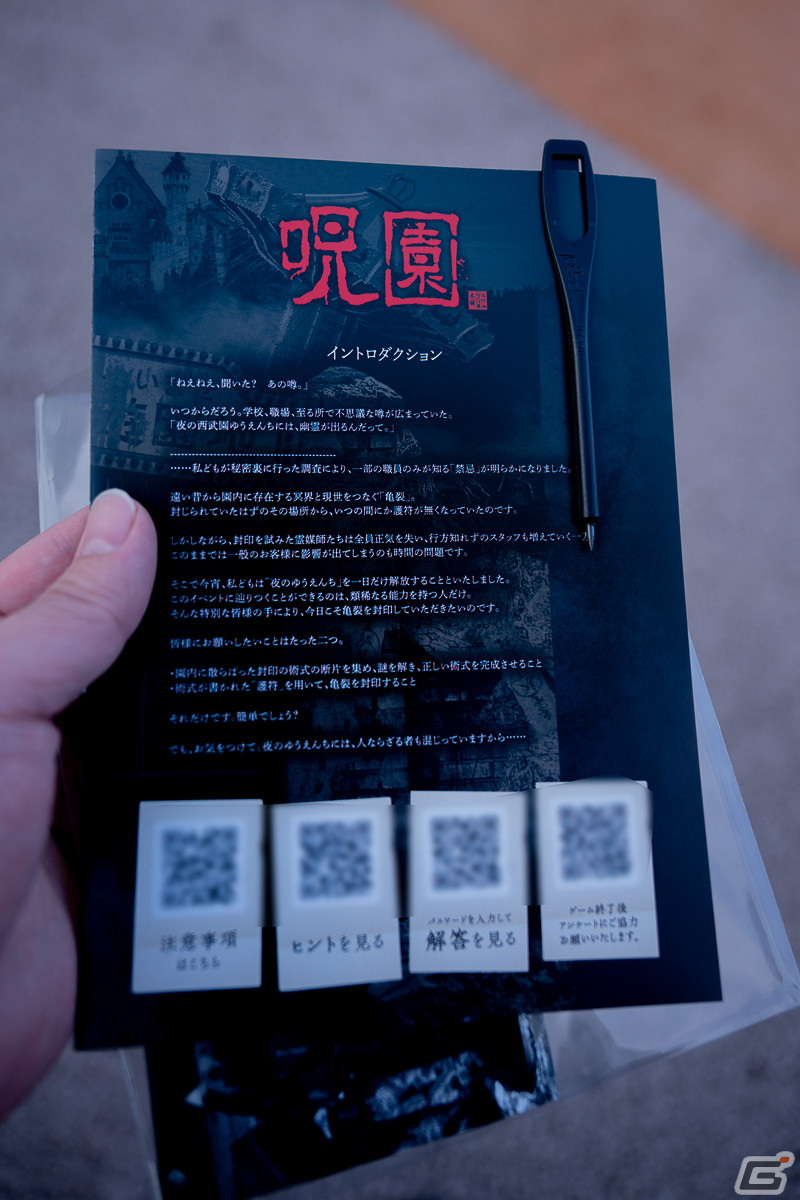 呪園
イントロダクション
「ねえねえ、聞いた？　あの噂。」
いつからだろう。学校、職場、至る所で不思議な噂が広まっていた。
「夜の西武園ゆうえんちには、幽霊が出るんだって。」
……私どもが秘密裏に行った調査により、一部の職員のみが知る「禁忌」が明らかになりました。
遠い昔から園内に存在する冥界と現世をつなぐ「亀裂」。
封じられていたはずのその場所から、いつの間にか護符が無くなっていたのです。
しかしながら、封印を試みた霊媒師たちは全員正気を失い、行方知れずのスタッフも増えていく一方
このままでは一般のお客様に影響が出てしまうのも時間の問題です。
そこで今宵、私どもは「夜のゆうえんち」を一日だけ解放することといたしました。
このイベントに辿りつくことができるのは、類稀なる能力を持つ人だけ。
そんな特別な皆様の手により、今日こそ亀裂を封印していただきたいのです。
皆様にお願いしたいことはたった二つ。
・園内に散らばった封印の術式の断片を集め、謎を解き、正しい術式を完成させること
・術式が書かれた“護符”を用いて、亀裂を封印すること
それだけです。簡単でしょう？
でも、お気をつけて。夜のゆうえんちには、人ならざる者も混じっていますから……
注意事項
はこちら
ヒントを見る
パスワードを入力して
解答を見る
ゲーム終了後
アンケートにご協力
お願いいたします。